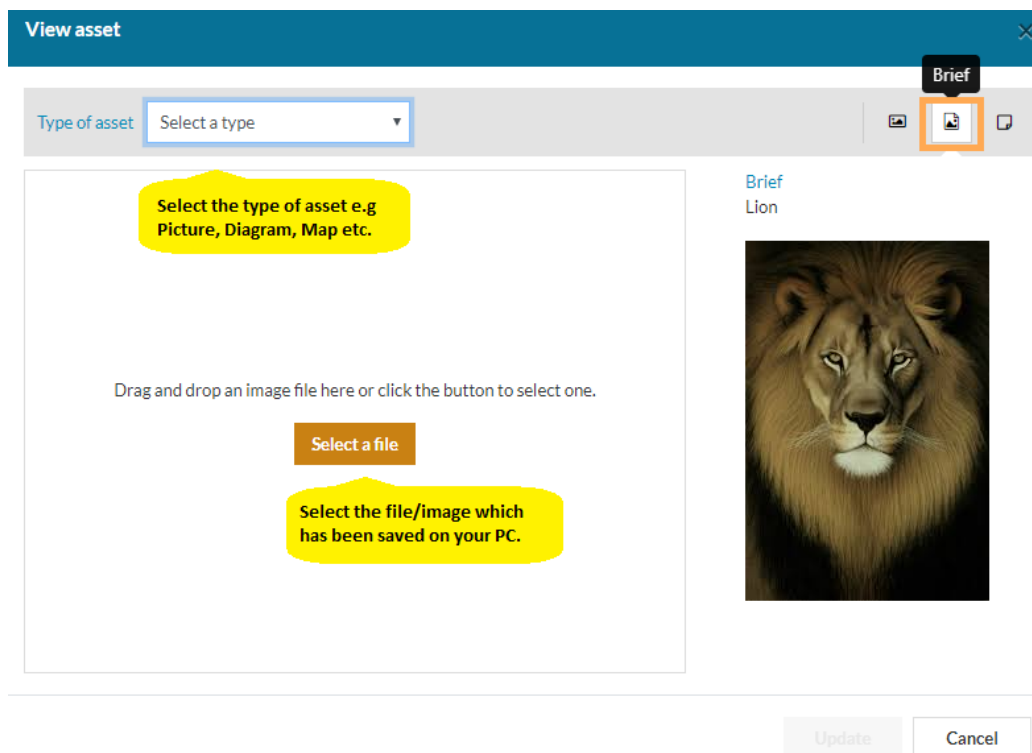 View asset
Brief
Type of asset Select a type
Select the type of asset e.g
Picture, Diagram, Map etc.
Brief
Lion
Drag and drop an image file here or click the button to select one.
Select a file
Select the file/image which
has been saved on your PC.
Update Cancel